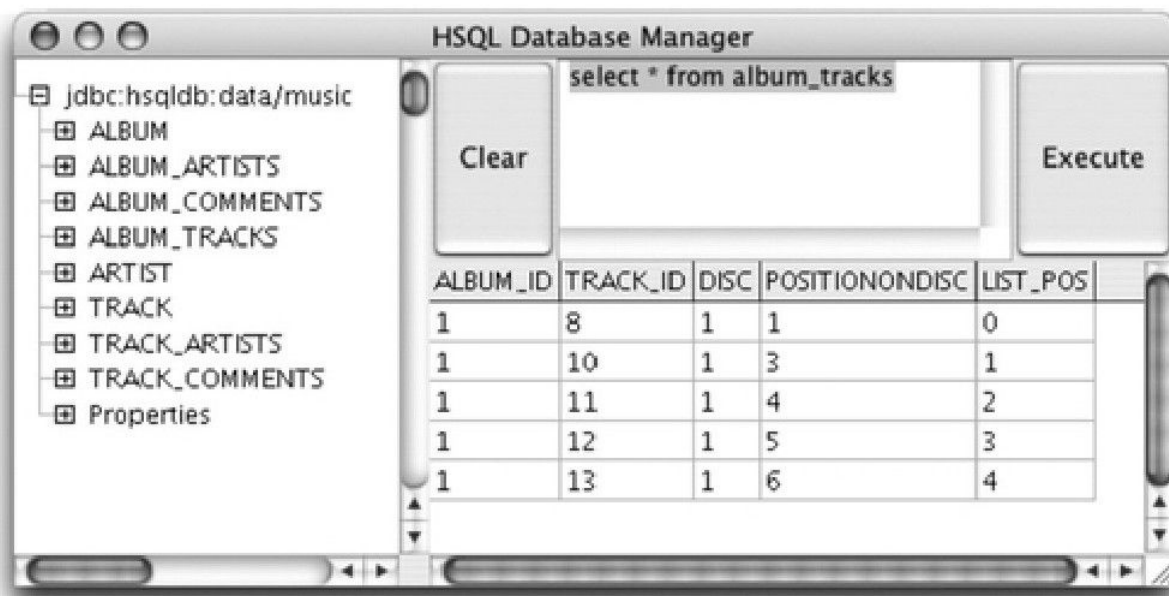 HSQL Database Manager
jdbc:hsqldb:data/music
ALBUM
ALBUM_ARTISTS
ALBUM_COMMENTS
ALBUM_TRACKS
ARTIST
TRACK
TRACK_ARTISTS
TRACK_COMMENTS
Properties
Clear
select * from album_tracks
Execute
ALBUM_ID TRACK_ID DISC POSITIONONDISC LIST_POS
1 8 1 1 0
1 10 1 3 1
1 11 1 4 2
1 12 1 5 3
1 13 1 6 4